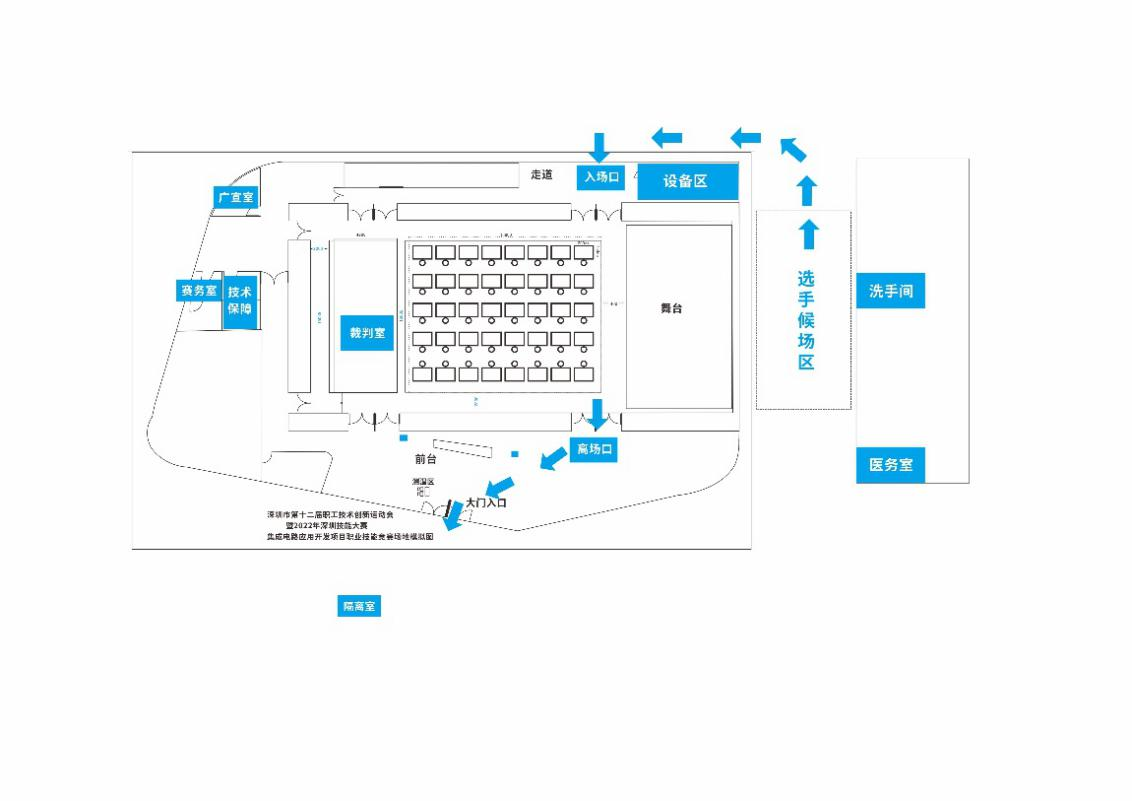 走道
入场口
设备区
广宣室
赛务室
技术
保障
裁判室
舞台
选手候场区
洗手间
医务室
离场口
前台
测温区
大门入口
深圳市第十二届职工技术创新运动会
暨2022年深圳技能大赛
集成电路应用开发项目职业技能竞赛场地模拟图
隔离室